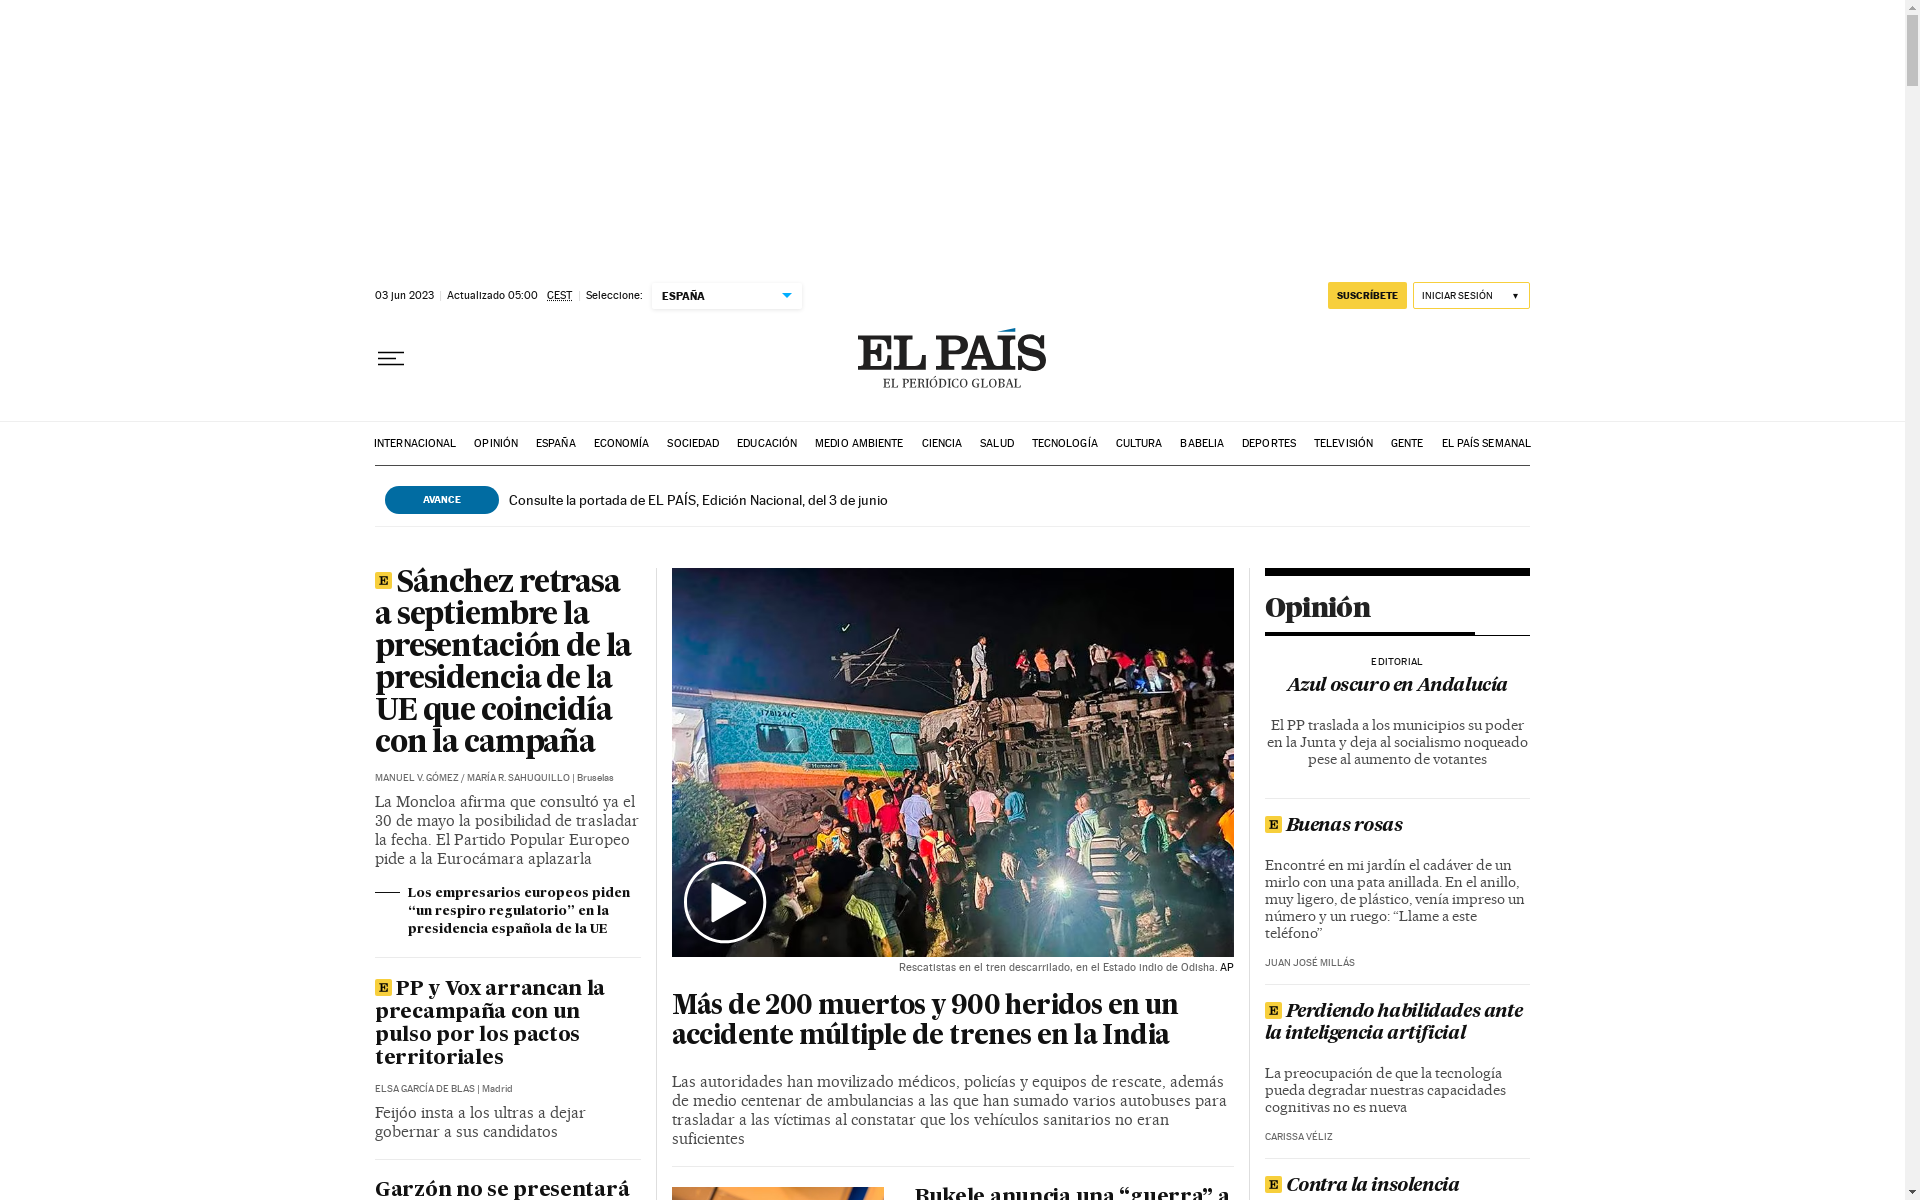 03 jun 2023 Actualizado 05:00 CEST Seleccione: ESPAÑA
SUSCRÍBETE INICIAR SESIÓN
EL PAÍS
EL PERIÓDICO GLOBAL
INTERNACIONAL OPINIÓN ESPAÑA ECONOMÍA SOCIEDAD EDUCACIÓN MEDIO AMBIENTE CIENCIA SALUD TECNOLOGÍA CULTURA BABELIA DEPORTES TELEVISIÓN GENTE EL PAÍS SEMANAL
AVANCE Consulte la portada de EL PAÍS, Edición Nacional, del 3 de junio
E Sánchez retrasa
a septiembre la
presentación de la
presidencia de la
UE que coincidía
con la campaña
MANUEL V. GÓMEZ / MARÍA R. SAHUQUILLO | Bruselas
La Moncloa afirma que consultó ya el
30 de mayo la posibilidad de trasladar
la fecha. El Partido Popular Europeo
pide a la Eurocámara aplazarla
Los empresarios europeos piden
“un respiro regulatorio” en la
presidencia española de la UE
E PP y Vox arrancan la
precampaña con un
pulso por los pactos
territoriales
ELSA GARCÍA DE BLAS | Madrid
Feijóo insta a los ultras a dejar
gobernar a sus candidatos
Garzón no se presentará
Rescatistas en el tren descarrilado, en el Estado indio de Odisha. AP
Más de 200 muertos y 900 heridos en un
accidente múltiple de trenes en la India
Las autoridades han movilizado médicos, policías y equipos de rescate, además
de medio centenar de ambulancias a las que han sumado varios autobuses para
trasladar a las víctimas al constatar que los vehículos sanitarios no eran
suficientes
Bukele anuncia una “guerra” a
Opinión
EDITORIAL
Azul oscuro en Andalucía
El PP traslada a los municipios su poder
en la Junta y deja al socialismo noqueado
pese al aumento de votantes
E Buenas rosas
Encontré en mi jardín el cadáver de un
mirlo con una pata anillada. En el anillo,
muy ligero, de plástico, venía impreso un
número y un ruego: “Llame a este
teléfono”
JUAN JOSÉ MILLÁS
E Perdiendo habilidades ante
la inteligencia artificial
La preocupación de que la tecnología
pueda degradar nuestras capacidades
cognitivas no es nueva
CARISSA VÉLIZ
E Contra la insolencia